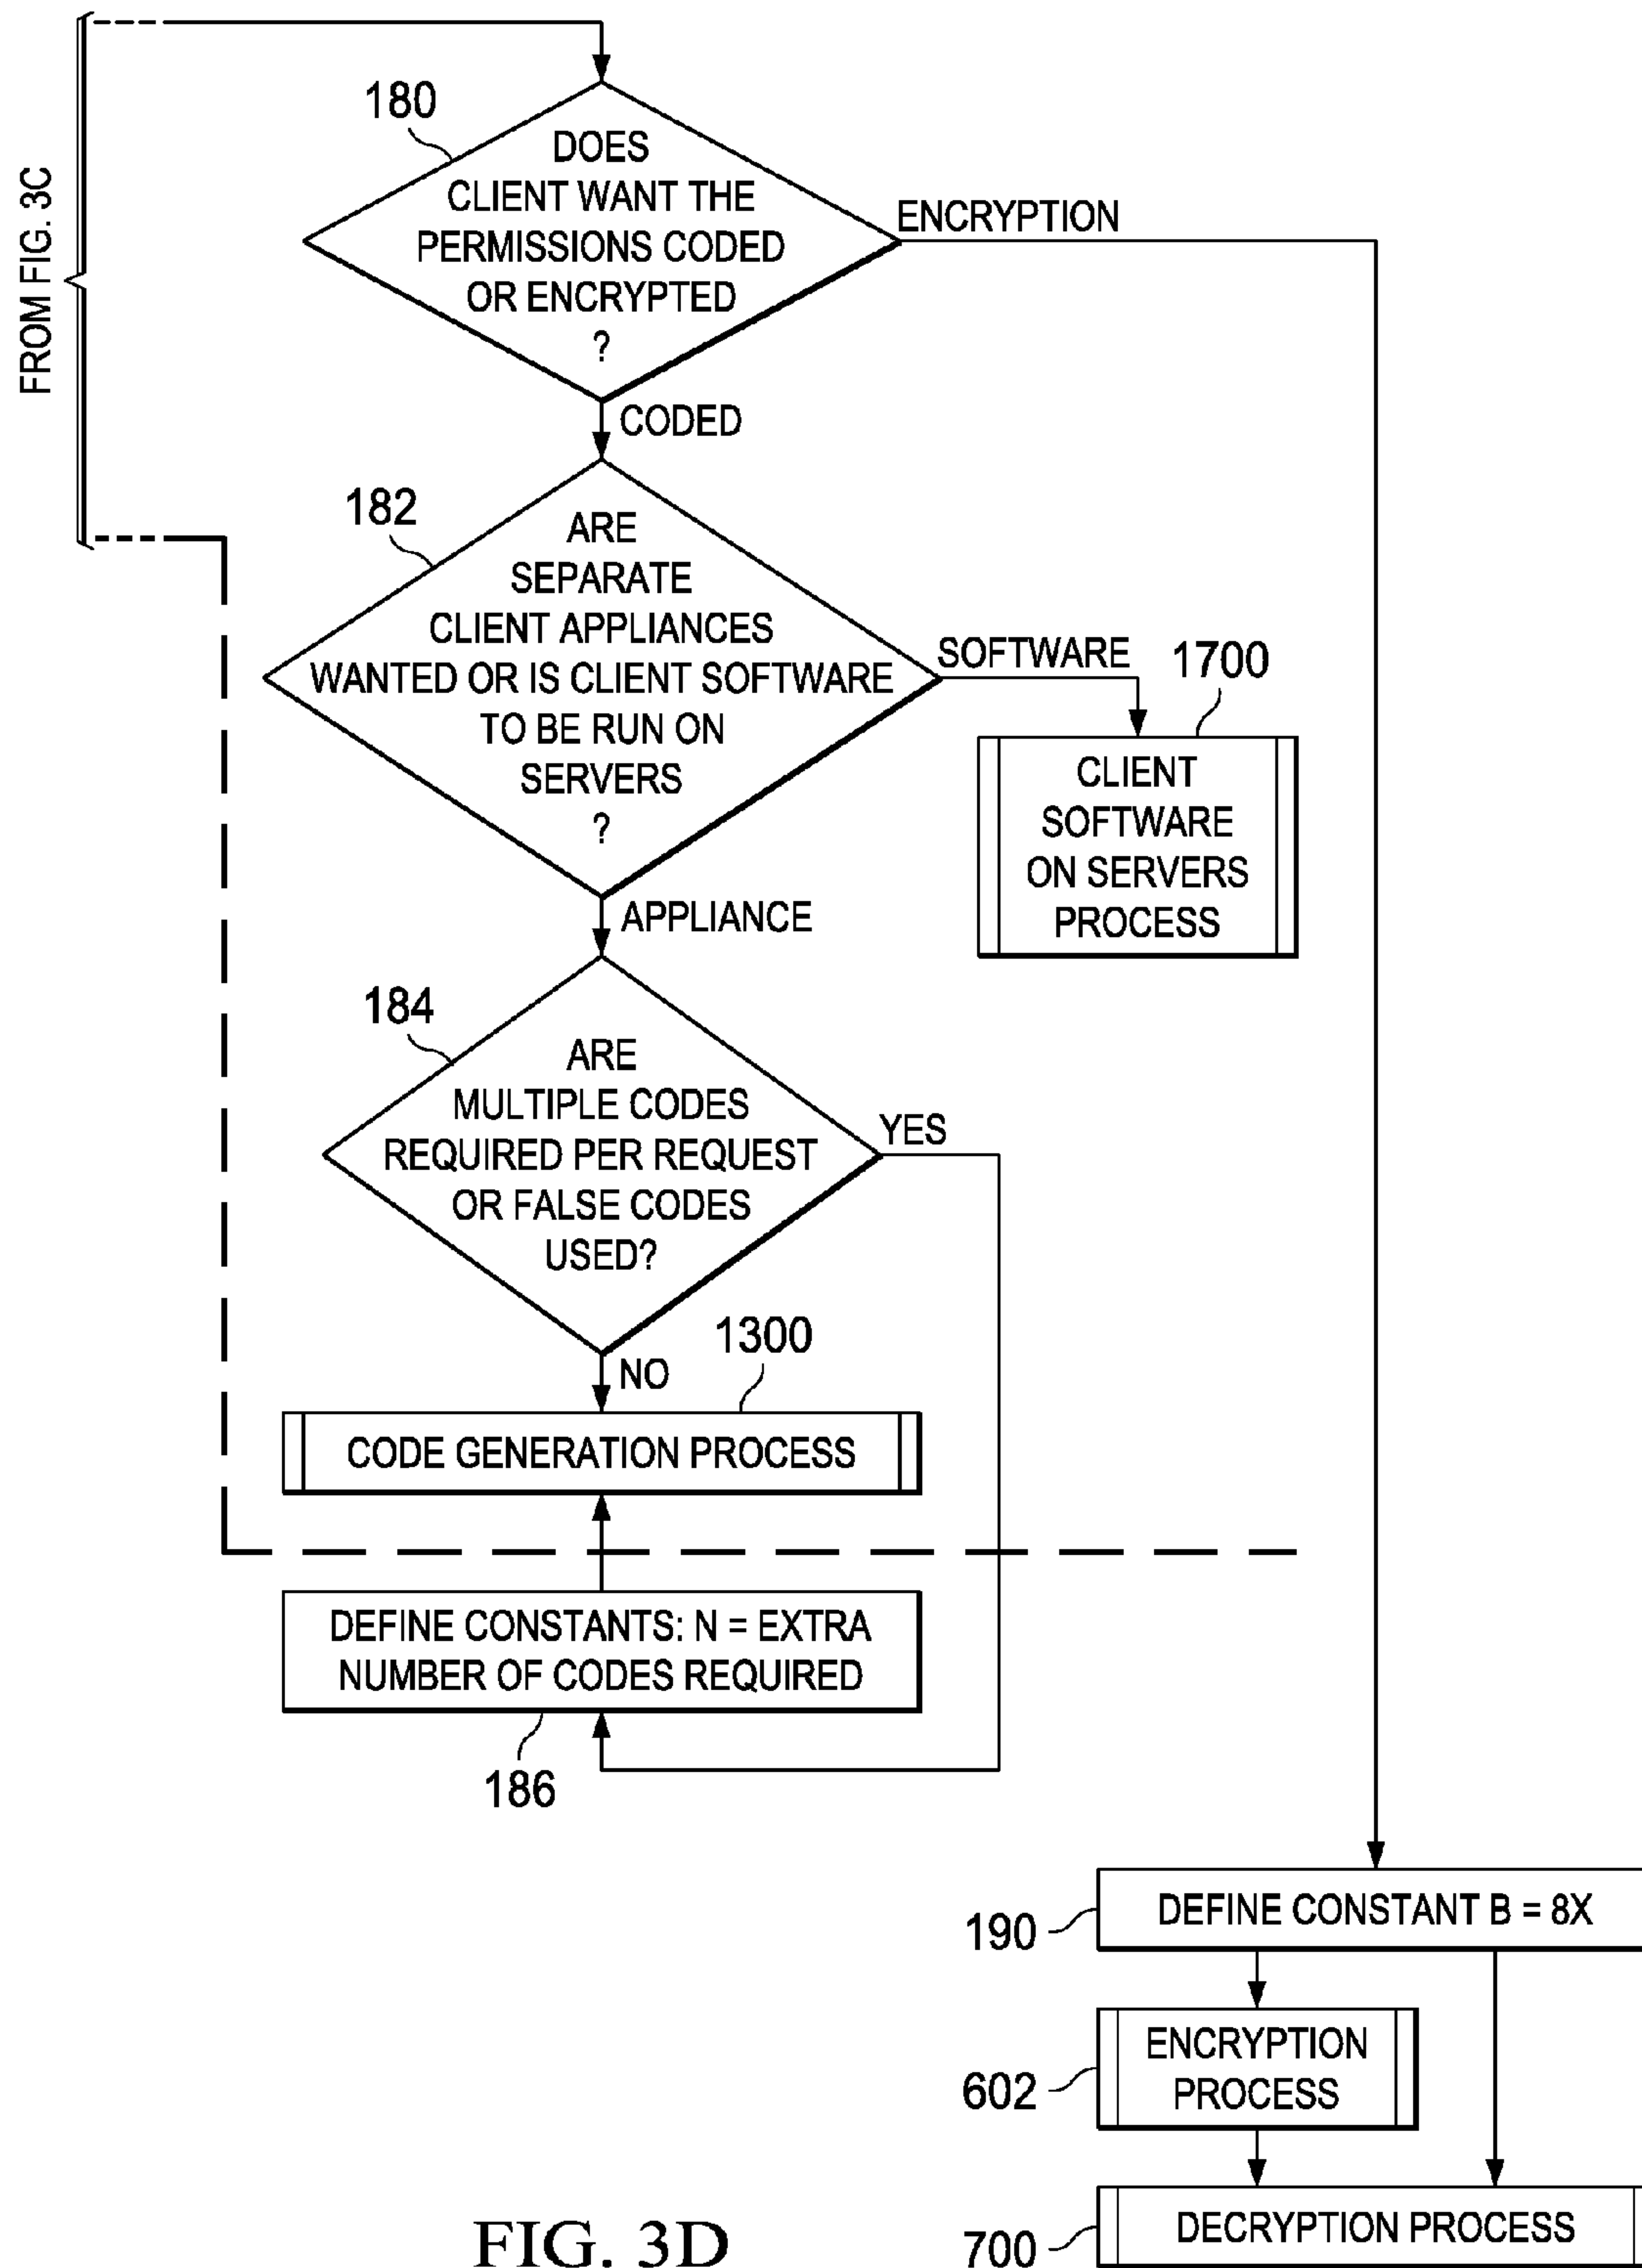 FROM FIG. 3C
180
DOES
CLIENT WANT THE
PERMISSIONS CODED
OR ENCRYPTED
?
ENCRYPTION
CODED
182
ARE
SEPARATE
CLIENT APPLIANCES
WANTED OR IS CLIENT SOFTWARE
TO BE RUN ON
SERVERS
?
SOFTWARE
1700
CLIENT
SOFTWARE
ON SERVERS
PROCESS
APPLIANCE
184
ARE
MULTIPLE CODES
REQUIRED PER REQUEST
OR FALSE CODES
USED?
YES
NO
1300
CODE GENERATION PROCESS
DEFINE CONSTANTS: N = EXTRA
NUMBER OF CODES REQUIRED
186
190
DEFINE CONSTANT B = 8X
602
ENCRYPTION
PROCESS
700
DECRYPTION PROCESS
FIG. 3D